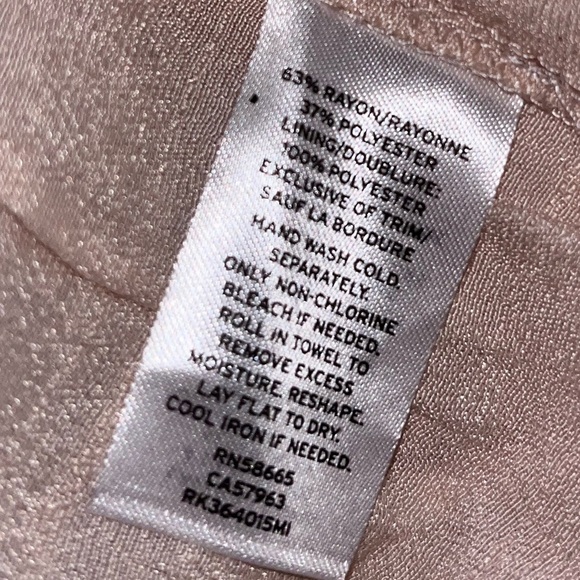 63% RAYON/RAYONNE
37% POLYESTER
LINING/DOUBLURE:
100% POLYESTER
EXCLUSIVE OF TRIM/
SAUF LA BORDURE
HAND WASH COLD.
SEPARATELY.
ONLY NON-CHLORINE
BLEACH IF NEEDED.
ROLL IN TOWEL TO
REMOVE EXCESS
MOISTURE. RESHAPE.
LAY FLAT TO DRY.
COOL IRON IF NEEDED.
RN58665
CA57963
RK364015MI